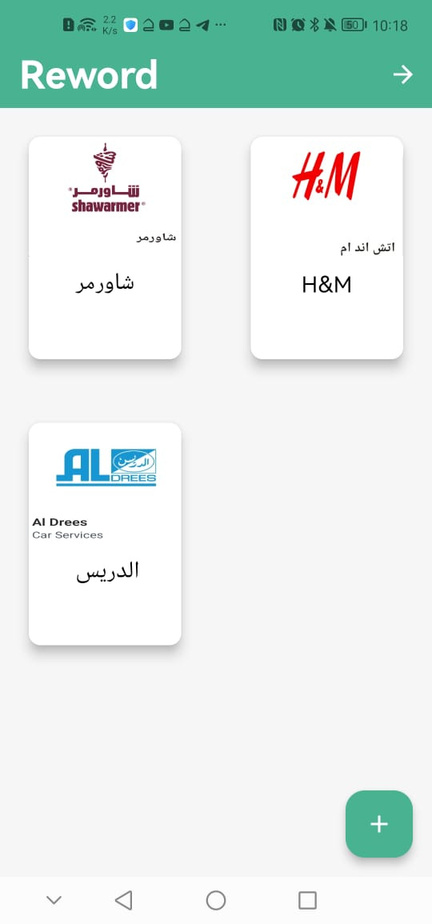 2.2
K/s
50
10:18
Reword
شاورمر
shawarmer
شاورمر
شاورمر
H&M
اتش اند ام
H&M
الدريس
AL
DREES
Al Drees
Car Services
الدريس